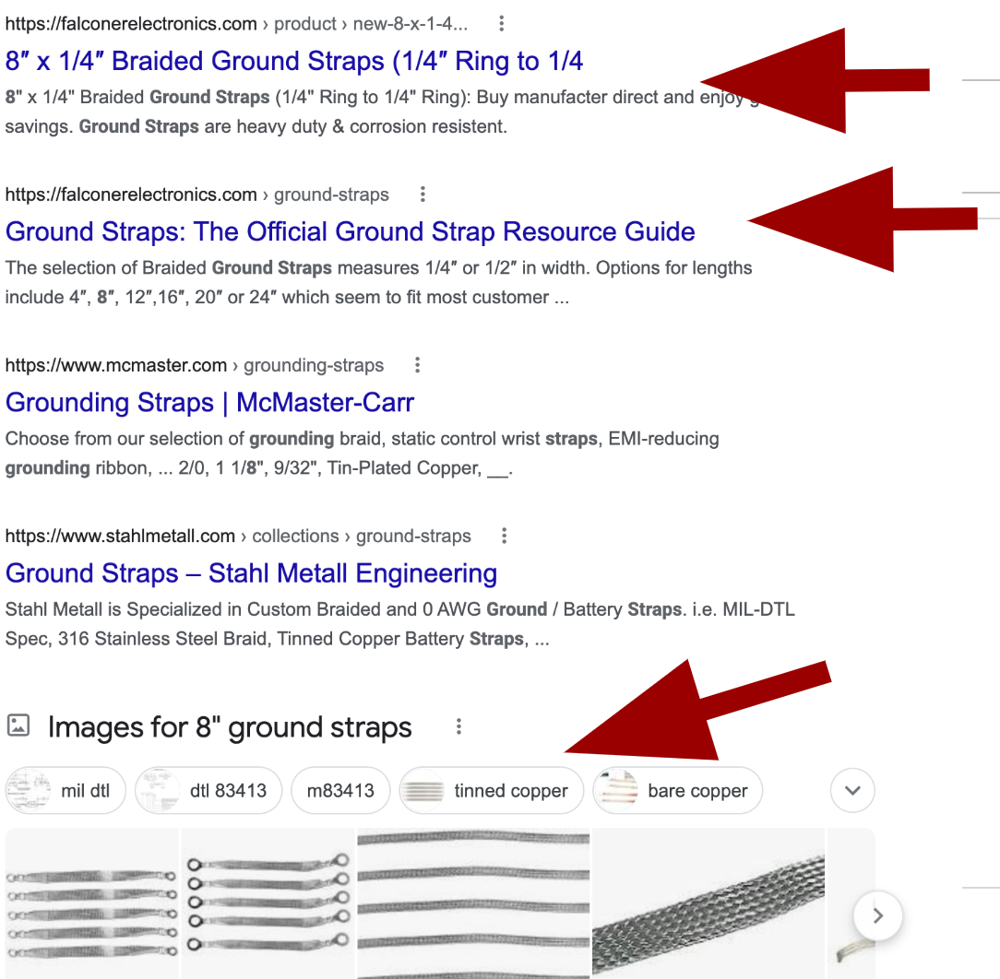 https://falconerelectronics.com › product › new-8-x-1-4...
8″ x 1/4″ Braided Ground Straps (1/4″ Ring to 1/4
8" x 1/4" Braided Ground Straps (1/4" Ring to 1/4" Ring): Buy manufacter direct and enjoy
savings. Ground Straps are heavy duty & corrosion resistent.
https://falconerelectronics.com › ground-straps
Ground Straps: The Official Ground Strap Resource Guide
The selection of Braided Ground Straps measures 1/4″ or 1/2″ in width. Options for lengths
include 4″, 8″, 12″,16″, 20″ or 24″ which seem to fit most customer ...
https://www.mcmaster.com › grounding-straps
Grounding Straps | McMaster-Carr
Choose from our selection of grounding braid, static control wrist straps, EMI-reducing
grounding ribbon, ... 2/0, 1 1/8", 9/32", Tin-Plated Copper, __.
https://www.stahlmetall.com › collections › ground-straps
Ground Straps – Stahl Metall Engineering
Stahl Metall is Specialized in Custom Braided and 0 AWG Ground / Battery Straps. i.e. MIL-DTL
Spec, 316 Stainless Steel Braid, Tinned Copper Battery Straps, ...
Images for 8" ground straps
mil dtl dtl 83413 m83413 tinned copper bare copper